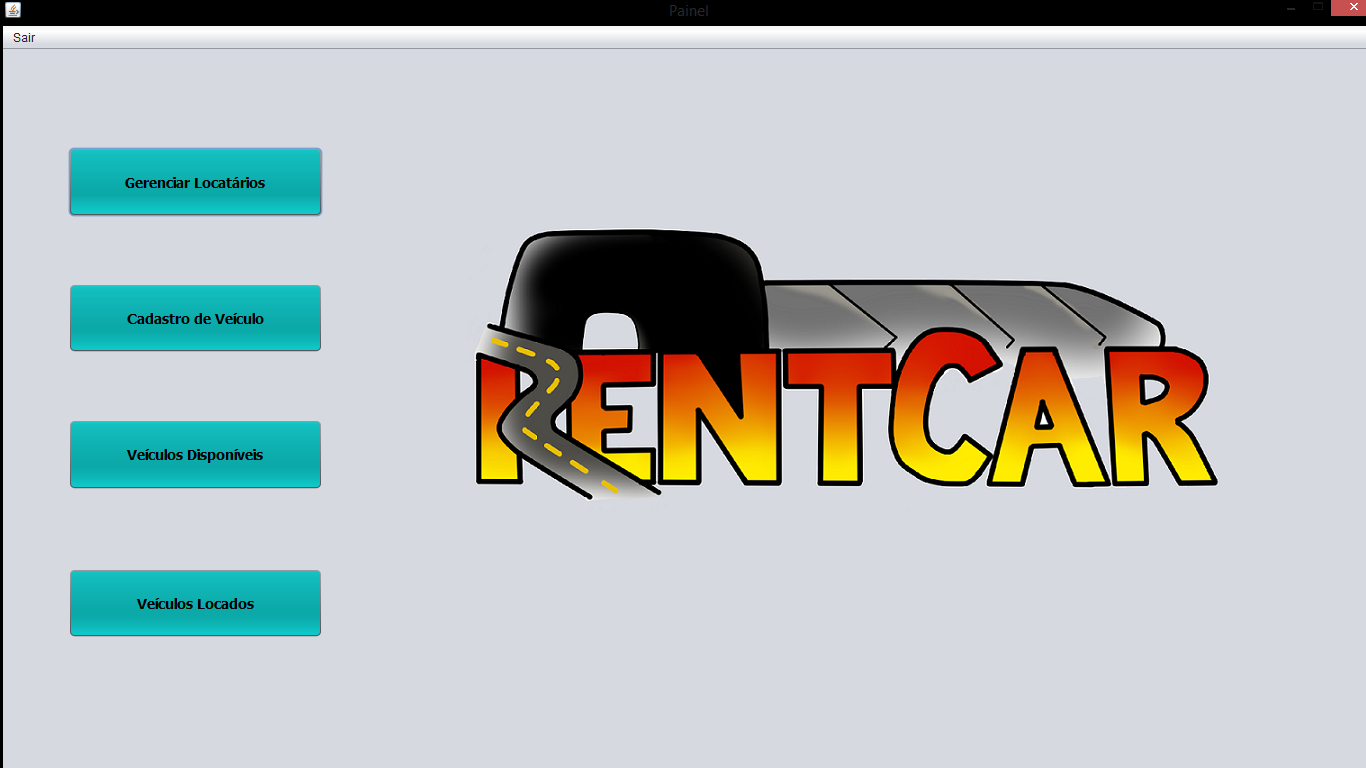 Painel
Sair
Gerenciar Locatários
Cadastro de Veículo
Veículos Disponíveis
Veículos Locados
RENTCAR